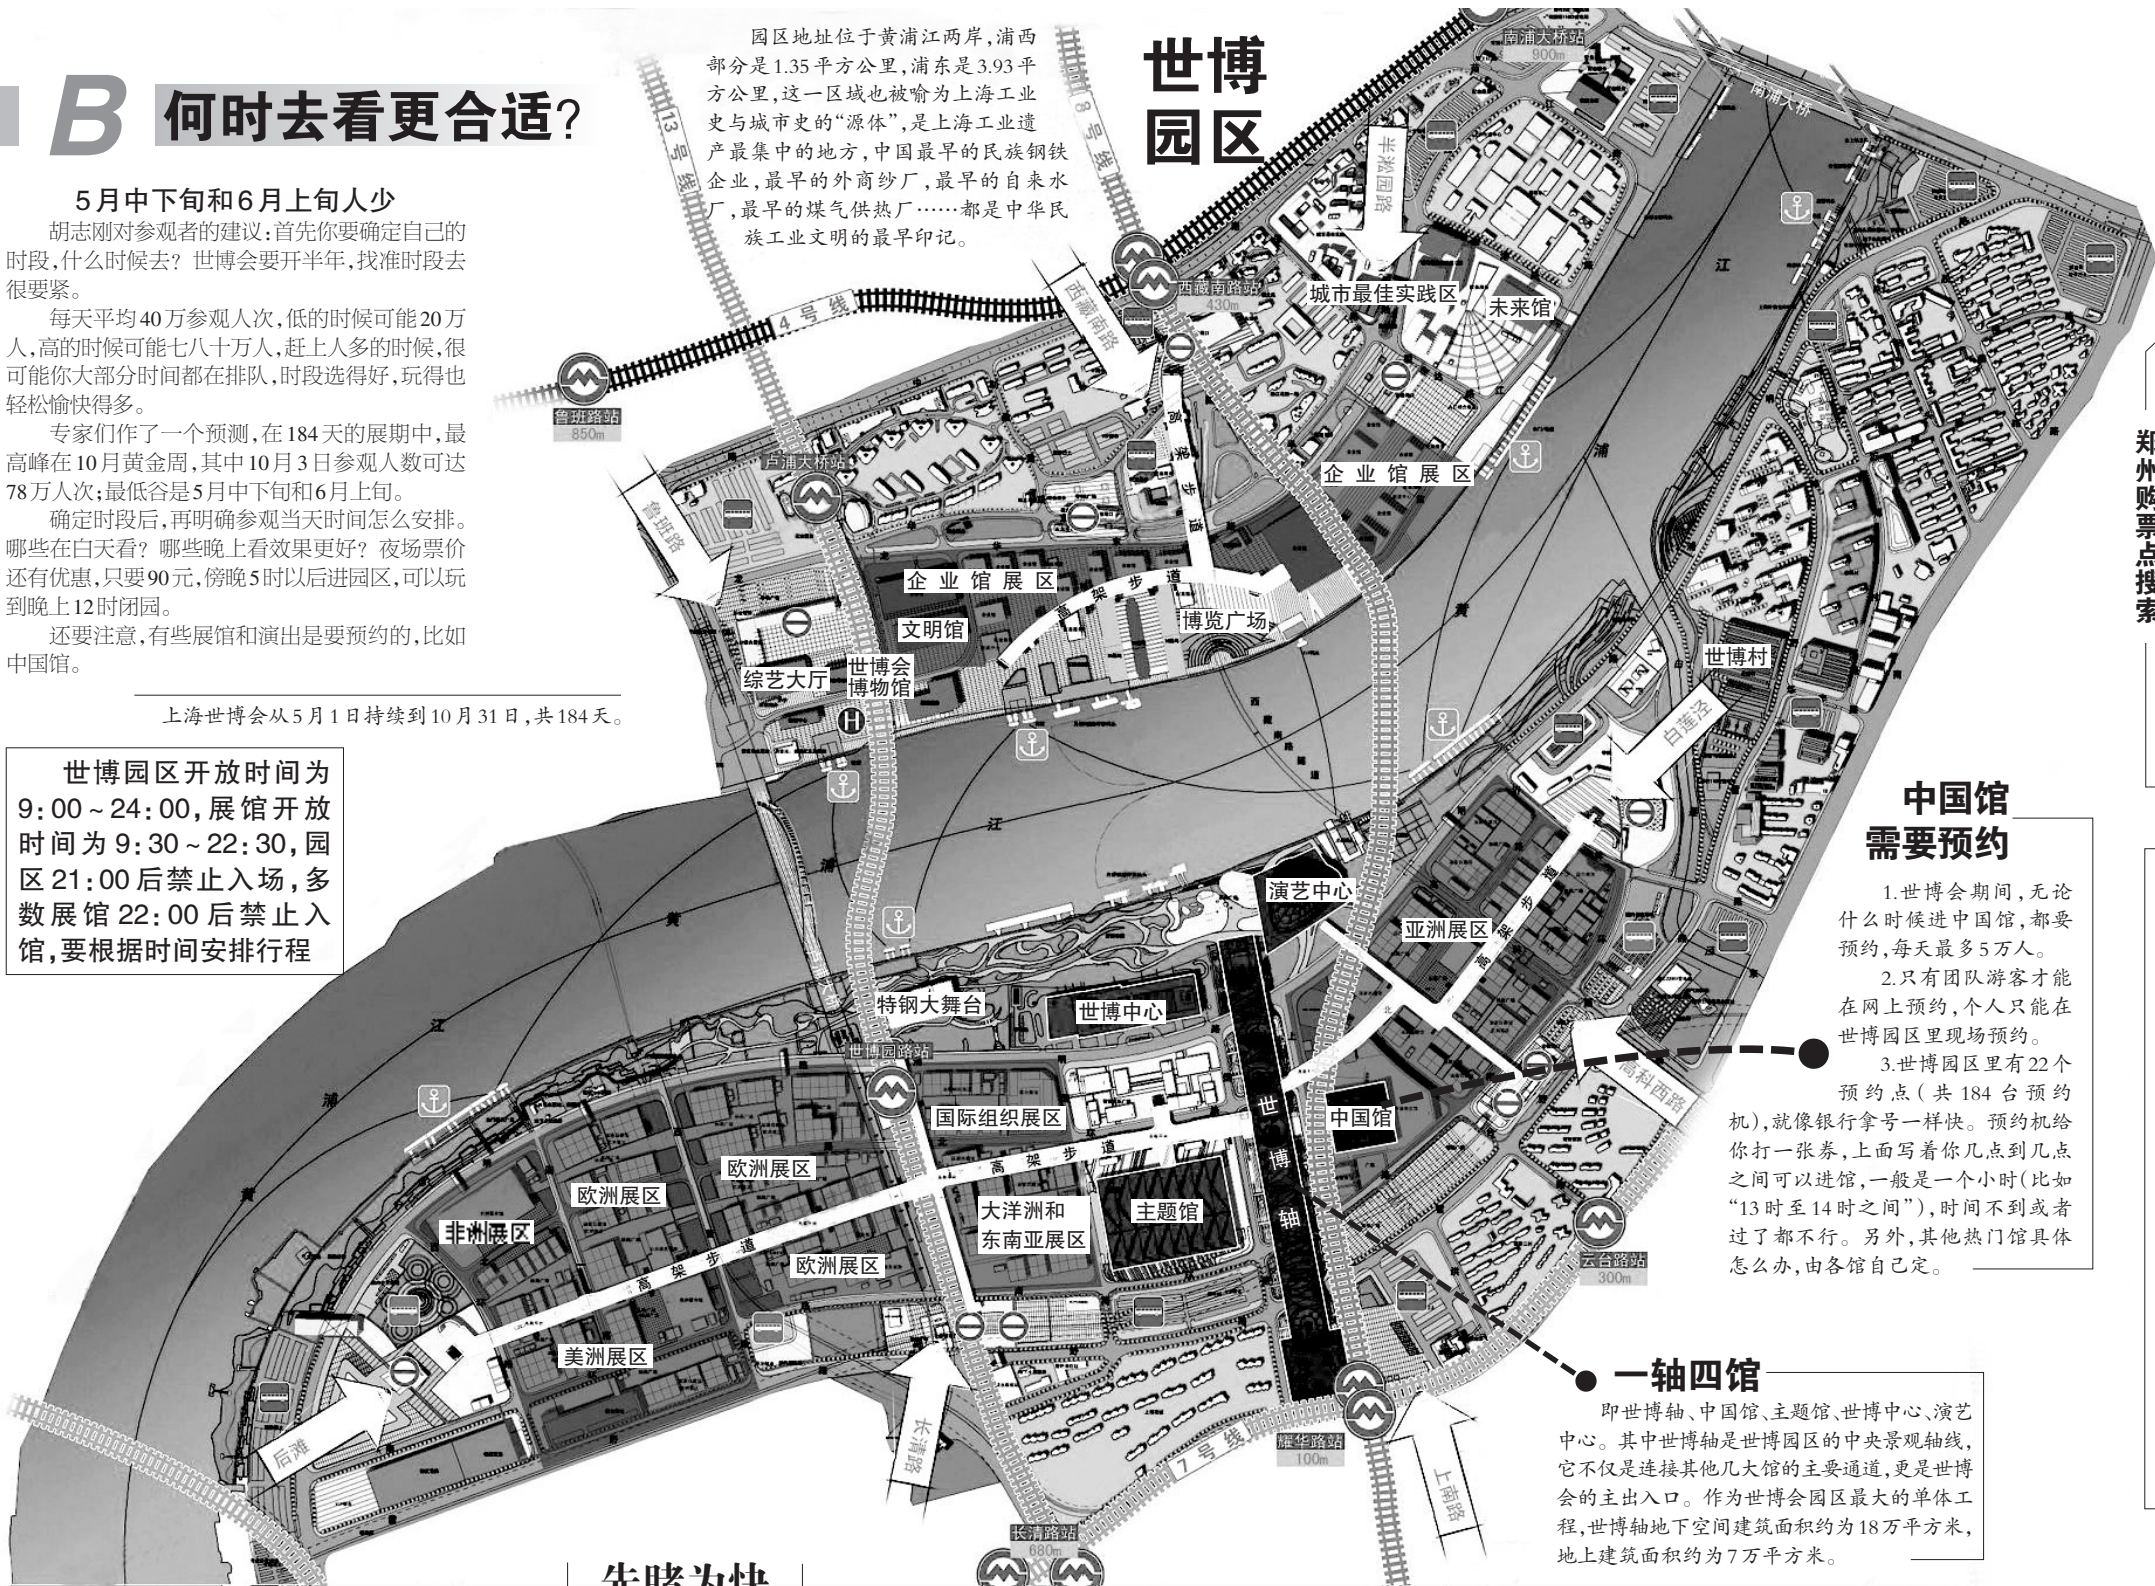 B 何时去看更合适?
5月中下旬和6月上旬人少
胡志刚对参观者的建议:首先你要确定自己的
时段,什么时候去？世博会要开半年,找准时段去
很要紧。
每天平均40万参观人次,低的时候可能20万
人,高的时候可能七八十万人,赶上人多的时候,很
可能你大部分时间都在排队,时段选得好,玩得也
轻松愉快得多。
专家们作了一个预测,在184天的展期中,最
高峰在10月黄金周,其中10月3日参观人数可达
78万人次;最低谷是5月中下旬和6月上旬。
确定时段后,再明确参观当天时间怎么安排。
哪些在白天看？哪些晚上看效果更好？夜场票价
还有优惠,只要90元,傍晚5时以后进园区,可以玩
到晚上12时闭园。
还要注意,有些展馆和演出是要预约的,比如
中国馆。
上海世博会从5月1日持续到10月31日,共184天。
世博园区开放时间为
9:00~24:00,展馆开放
时间为9:30~22:30,园
区21:00后禁止入场,多
数展馆22:00后禁止入
馆,要根据时间安排行程
园区地址位于黄浦江两岸,浦西
部分是1.35平方公里,浦东是3.93平
方公里,这一区域也被喻为上海工业
史与城市史的“源体”,是上海工业遗
产最集中的地方,中国最早的民族钢铁
企业,最早的外商纱厂,最早的自来水
厂,最早的煤气供热厂……都是中华民
族工业文明的最早印记。
世博
园区
13号线
8号线
4号线
南浦大桥站
900m
南浦大桥
半淞园路
西藏南路
西藏南路站
430m
城市最佳实践区
未来馆
鲁班路站
850m
卢浦大桥站
鲁班路
高架步道
企业馆展区
企业馆展区
高架步道
文明馆
博览广场
综艺大厅
世博会
博物馆
H
西藏南路隧道
世博村
白莲泾
黄
浦
江
黄
浦
江
黄
浦
江
演艺中心
亚洲展区
高架步道
特钢大舞台
世博中心
世博园路站
国际组织展区
高架步道
中国馆
高科西路
世博轴
欧洲展区
欧洲展区
非洲展区
大洋洲和
东南亚展区
主题馆
欧洲展区
高架步道
美洲展区
云台路站
300m
后滩
长清路
7号线
耀华路站
100m
上南路
长清路站
680m
中国馆
需要预约
1.世博会期间,无论
什么时候进中国馆,都要
预约,每天最多5万人。
2.只有团队游客才能
在网上预约,个人只能在
世博园区里现场预约。
3.世博园区里有22个
预约点(共184台预约
机),就像银行拿号一样快。预约机给
你打一张券,上面写着你几点到几点
之间可以进馆,一般是一个小时(比如
“13时至14时之间”),时间不到或者
过了都不行。另外,其他热门馆具体
怎么办,由各馆自己定。
一轴四馆
即世博轴、中国馆、主题馆、世博中心、演艺
中心。其中世博轴是世博园区的中央景观轴线,
它不仅是连接其他几大馆的主要通道,更是世博
会的主出入口。作为世博会园区最大的单体工
程,世博轴地下空间建筑面积约为18万平方米,
地上建筑面积约为7万平方米。
郑州购票点搜索
先睹为快